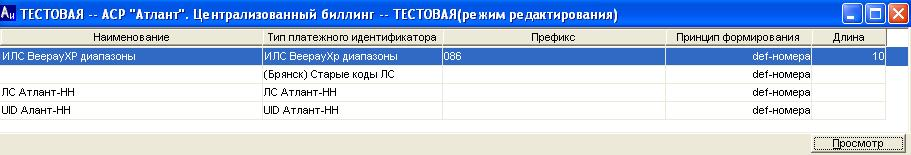 Аи ТЕСТОВАЯ -- АСР "Атлант". Централизованный биллинг -- ТЕСТОВАЯ(режим редактирования)
Наименование Тип платежного идентификатора Префикс Принцип формирования Длина
ИЛС BeepayXP диапазоны ИЛС BeepayXp диапазоны 086 def-номера 10
(Брянск) Старые коды ЛС def-номера
ЛС Атлант-НН ЛС Атлант-НН def-номера
UID Алант-НН UID Атлант-НН def-номера
Просмотр